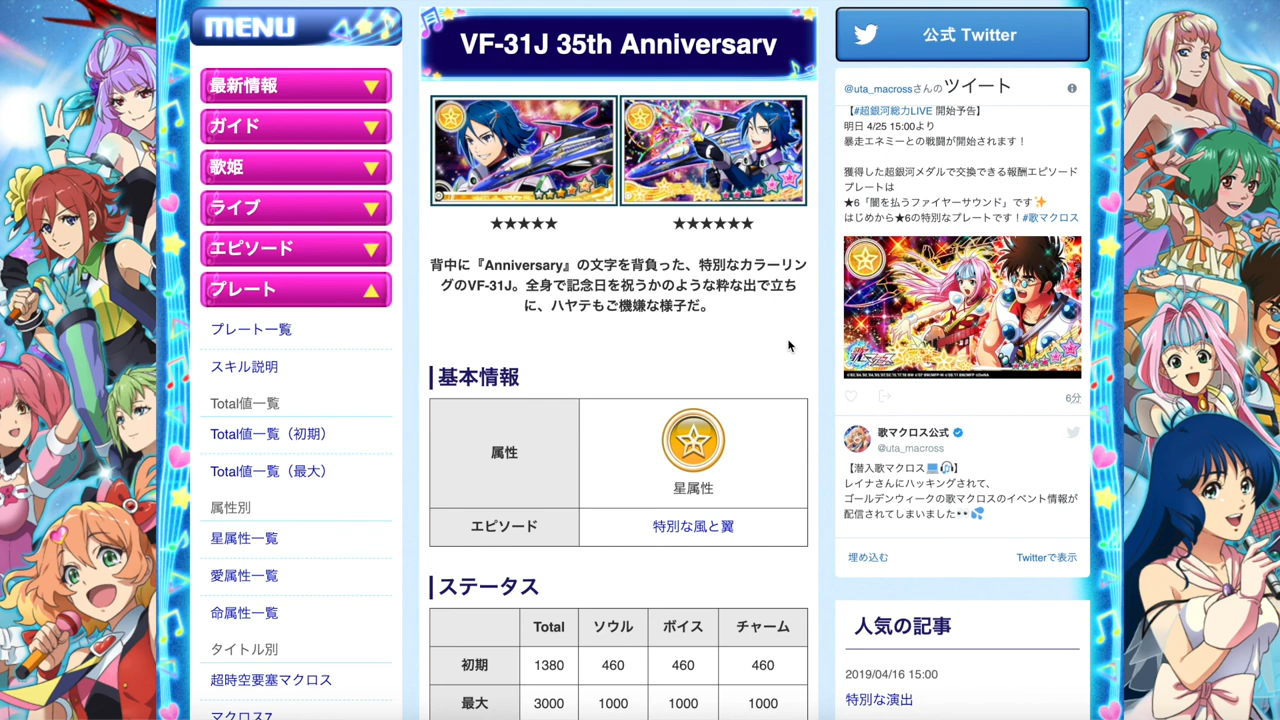 MENU
最新情報
ガイド
歌姫
ライブ
エピソード
プレート
プレート一覧
スキル説明
Total値一覧
Total値一覧（初期）
Total値一覧（最大）
属性別
星属性一覧
愛属性一覧
命属性一覧
タイトル別
超時空要塞マクロス
マクロス7
VF-31J 35th Anniversary
★★★★★
★★★★★★
背中に『Anniversary』の文字を背負った、特別なカラーリン
グのVF-31J。全身で記念日を祝うかのような粋な出で立ち
に、ハヤテもご機嫌な様子だ。
基本情報
属性
星属性
エピソード
特別な風と翼
ステータス
Total ソウル ボイス チャーム
初期 1380 460 460 460
最大 3000 1000 1000 1000
公式 Twitter
@uta_macrossさんのツイート
【#超銀河総力LIVE 開始予告】
明日 4/25 15:00より
暴走エネミーとの戦闘が開始されます！
獲得した超銀河メダルで交換できる報酬エピソード
プレートは
★6「闇を払うファイヤーサウンド」です✨
はじめから★6の特別なプレートです！#歌マクロス
6分
歌マクロス公式
@uta_macross
【潜入歌マクロス💻🎧】
レイナさんにハッキングされて、
ゴールデンウィークの歌マクロスのイベント情報が
配信されてしまいました👀💦
埋め込む
Twitterで表示
人気の記事
2019/04/16 15:00
特別な演出